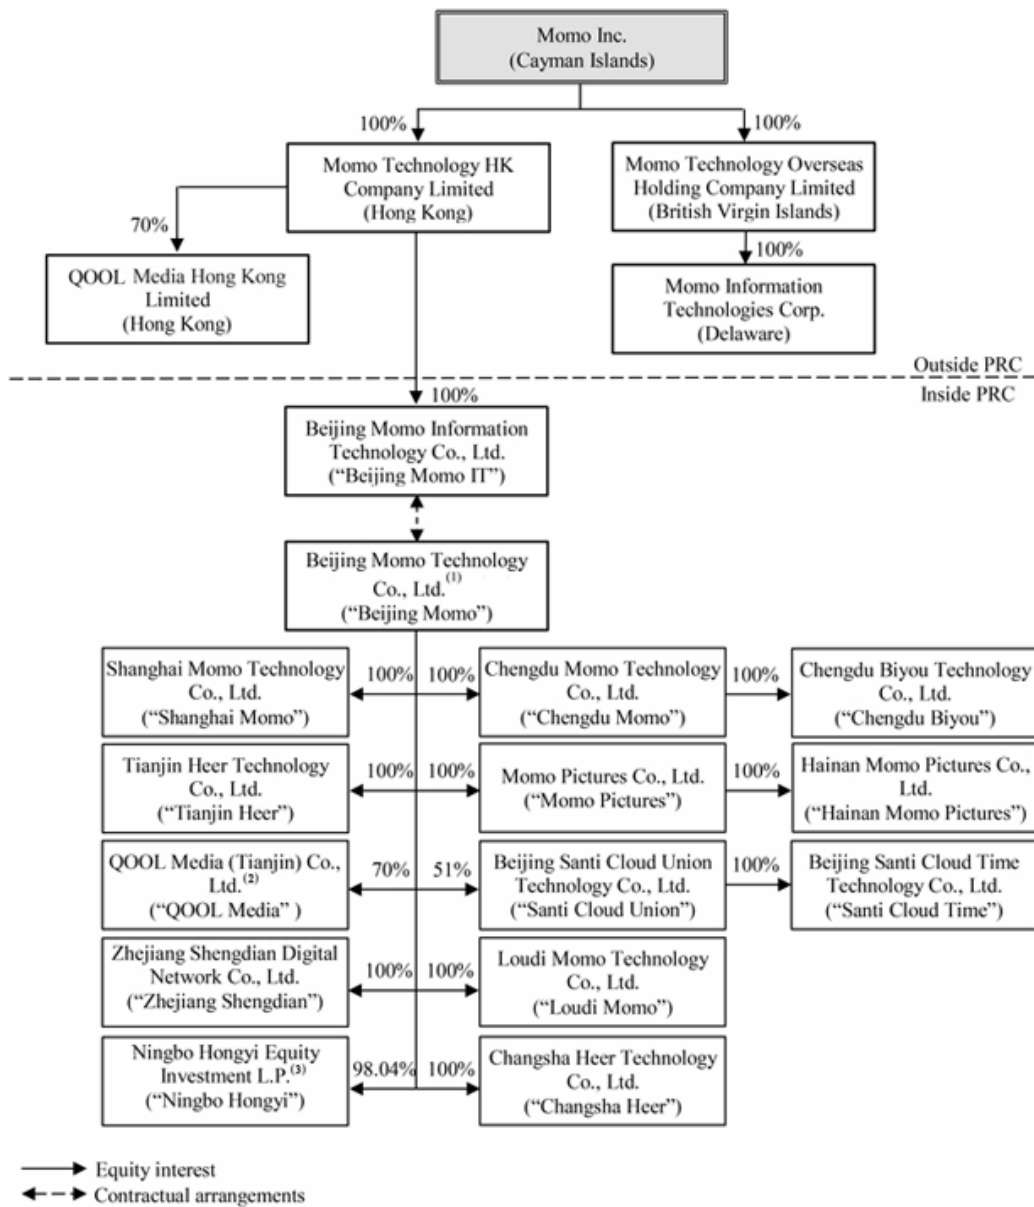 Momo Inc.
(Cayman Islands)
100%
100%
Momo Technology HK
Company Limited
(Hong Kong)
Momo Technology Overseas
Holding Company Limited
(British Virgin Islands)
70%
100%
QOOL Media Hong Kong
Limited
(Hong Kong)
Momo Information
Technologies Corp.
(Delaware)
Outside PRC
Inside PRC
100%
Beijing Momo Information
Technology Co., Ltd.
(“Beijing Momo IT”)
Beijing Momo Technology
Co., Ltd.(1)
(“Beijing Momo”)
Shanghai Momo Technology
Co., Ltd.
(“Shanghai Momo”)
100%
100%
Chengdu Momo Technology
Co., Ltd.
(“Chengdu Momo”)
100%
Chengdu Biyou Technology
Co., Ltd.
(“Chengdu Biyou”)
Tianjin Heer Technology
Co., Ltd.
(“Tianjin Heer”)
100%
100%
Momo Pictures Co., Ltd.
(“Momo Pictures”)
100%
Hainan Momo Pictures Co.,
Ltd.
(“Hainan Momo Pictures”)
QOOL Media (Tianjin) Co.,
Ltd.(2)
(“QOOL Media” )
70%
51%
Beijing Santi Cloud Union
Technology Co., Ltd.
(“Santi Cloud Union”)
100%
Beijing Santi Cloud Time
Technology Co., Ltd.
(“Santi Cloud Time”)
Zhejiang Shengdian Digital
Network Co., Ltd.
(“Zhejiang Shengdian”)
100%
100%
Loudi Momo Technology
Co., Ltd.
(“Loudi Momo”)
Ningbo Hongyi Equity
Investment L.P.(3)
(“Ningbo Hongyi”)
98.04%
100%
Changsha Heer Technology
Co., Ltd.
(“Changsha Heer”)
Equity interest
Contractual arrangements